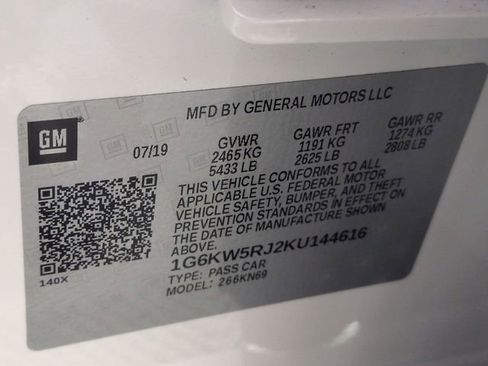 MFD BY GENERAL MOTORS LLC
GM
07/19
GVWR GAWR FRT GAWR RR
2465 KG 1191 KG 1274 KG
5433 LB 2625 LB 2808 LB
THIS VEHICLE CONFORMS TO ALL
APPLICABLE U.S. FEDERAL MOTOR
VEHICLE SAFETY, BUMPER, AND THEFT
PREVENTION STANDARDS IN EFFECT ON
THE DATE OF MANUFACTURE SHOWN
ABOVE.
1G6KW5RJ2KU144616
TYPE: PASS CAR
MODEL: 266KN69
140X